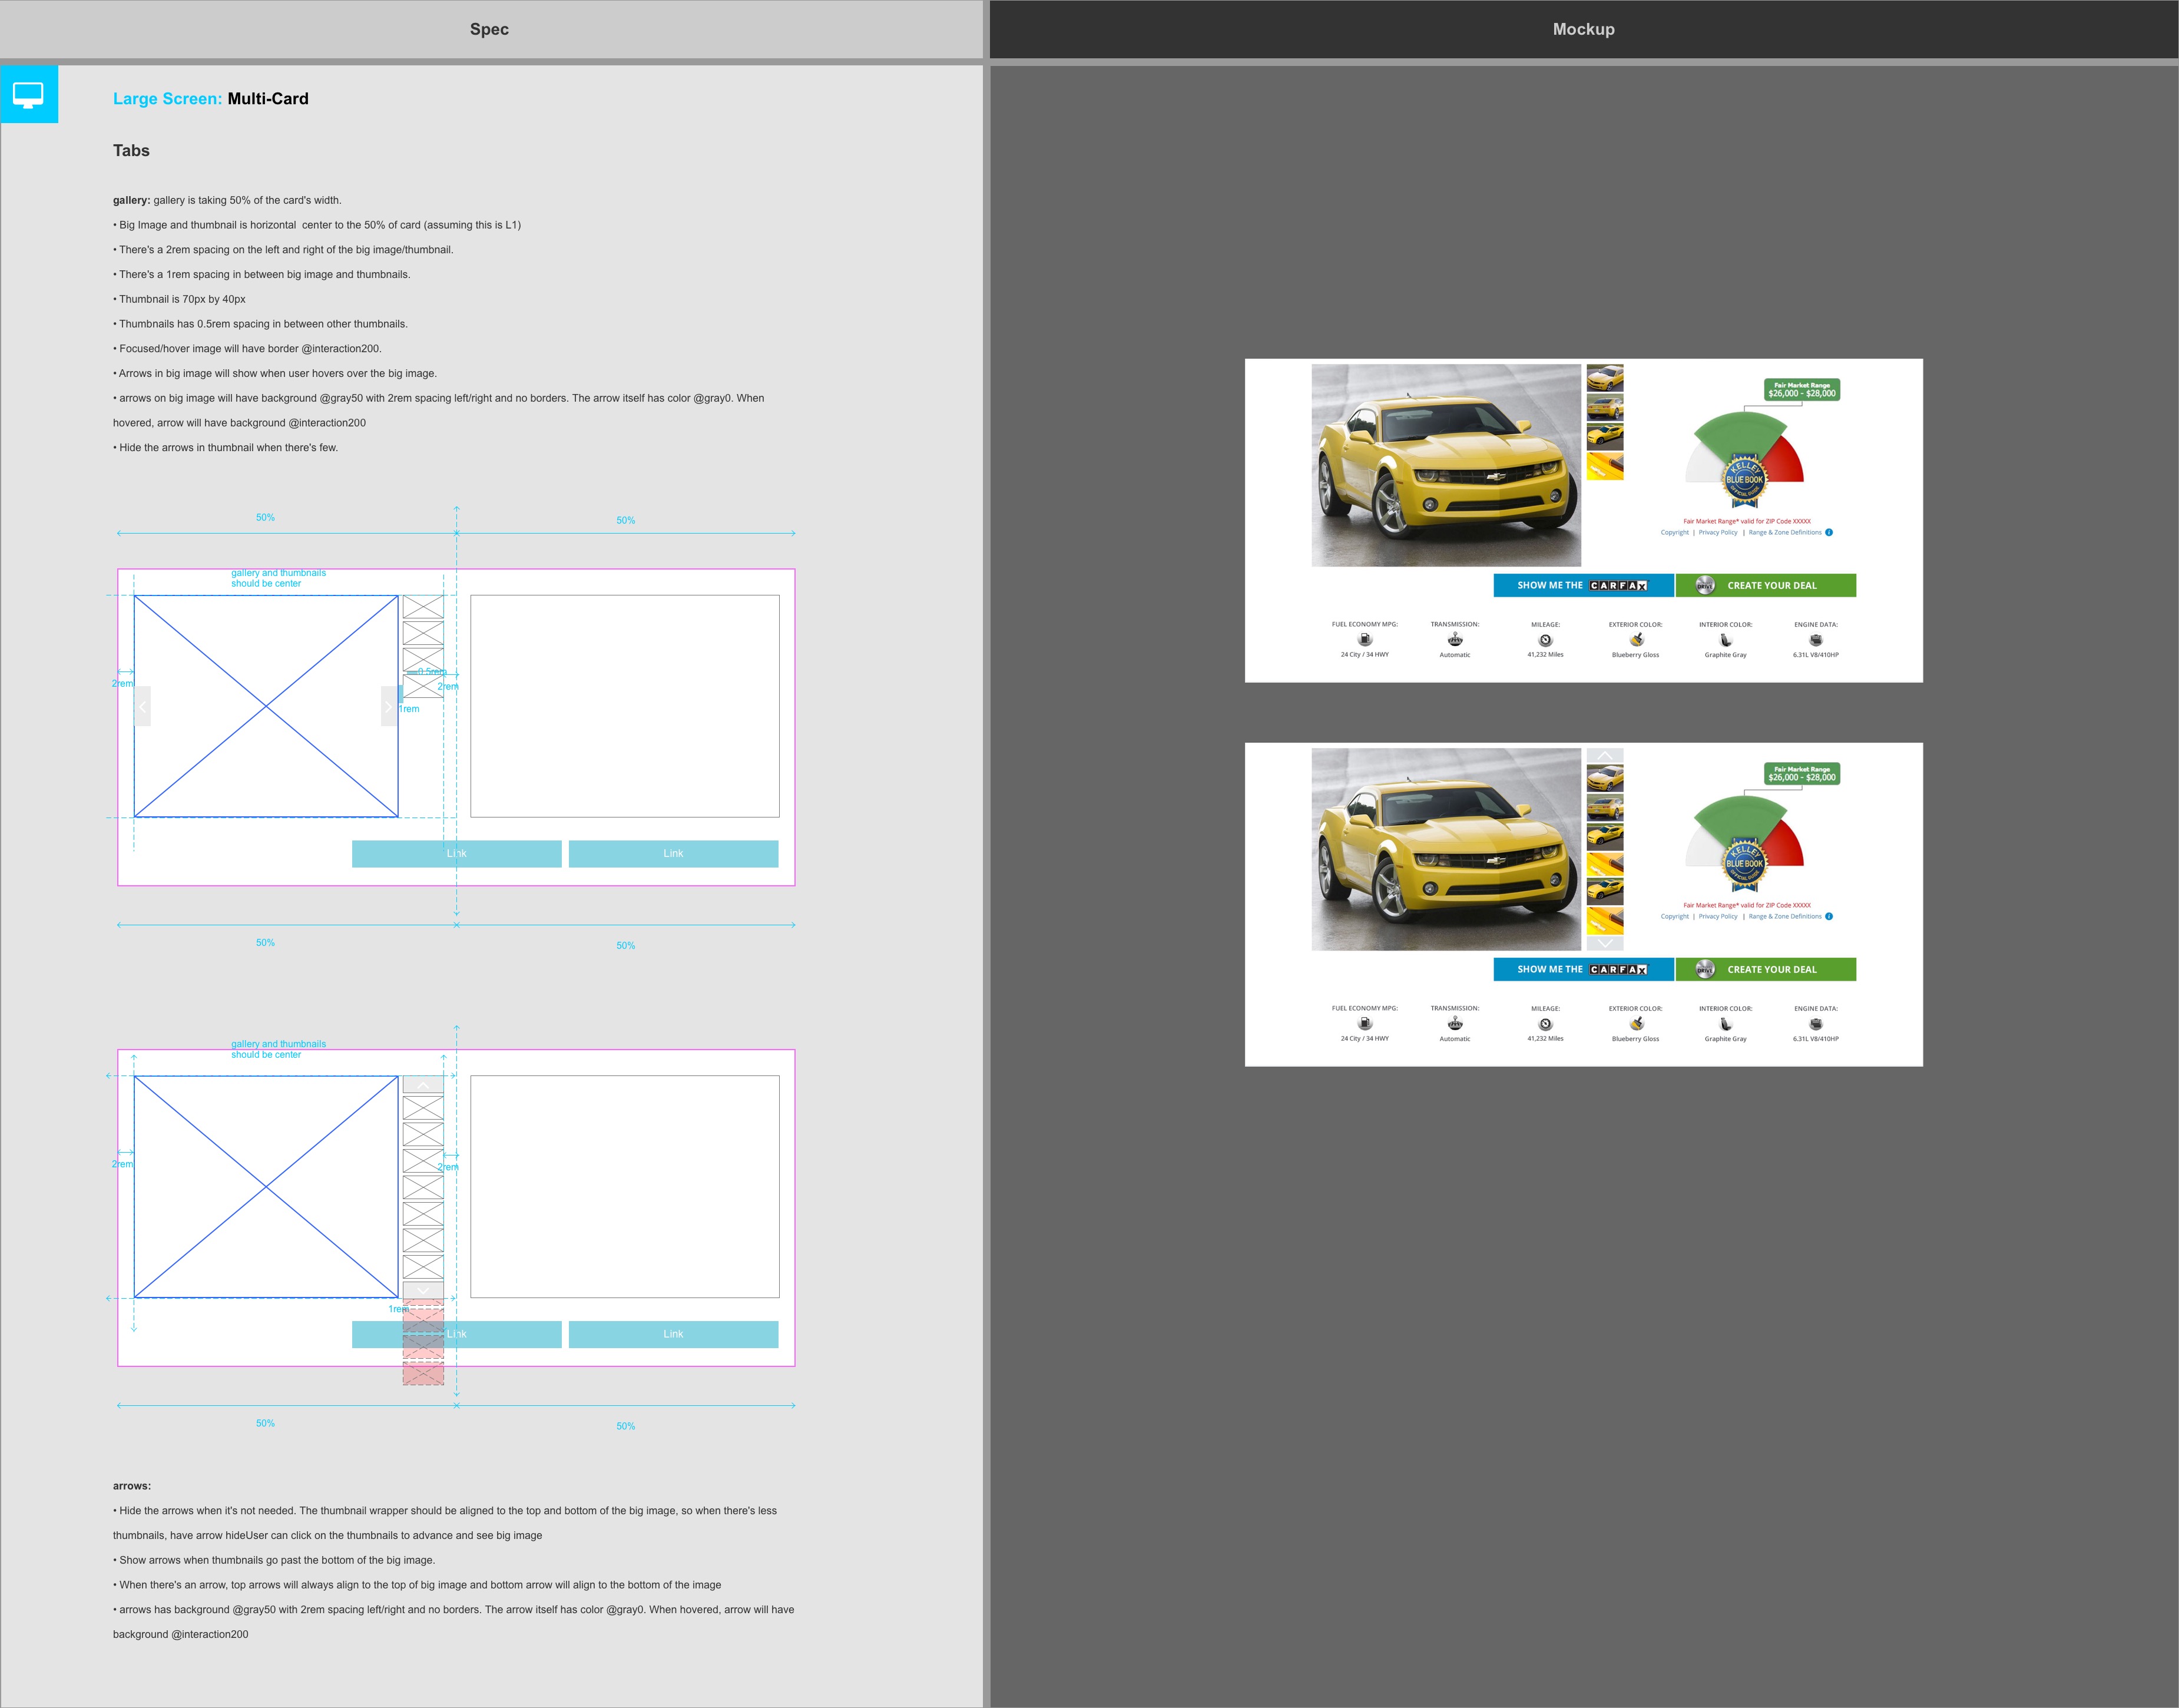 Spec
Mockup
Large Screen: Multi-Card
Tabs
gallery: gallery is taking 50% of the card's width.
• Big Image and thumbnail is horizontal  center to the 50% of card (assuming this is L1)
• There's a 2rem spacing on the left and right of the big image/thumbnail.
• There's a 1rem spacing in between big image and thumbnails.
• Thumbnail is 70px by 40px
• Thumbnails has 0.5rem spacing in between other thumbnails.
• Focused/hover image will have border @interaction200.
• Arrows in big image will show when user hovers over the big image.
• arrows on big image will have background @gray50 with 2rem spacing left/right and no borders. The arrow itself has color @gray0. When
hovered, arrow will have background @interaction200
• Hide the arrows in thumbnail when there's few.
50%
50%
gallery and thumbnails
should be center
0.5rem
2rem
2rem
1rem
Link
Link
50%
50%
gallery and thumbnails
should be center
2rem
2rem
1rem
Link
Link
50%
50%
arrows:
• Hide the arrows when it's not needed. The thumbnail wrapper should be aligned to the top and bottom of the big image, so when there's less
thumbnails, have arrow hideUser can click on the thumbnails to advance and see big image
• Show arrows when thumbnails go past the bottom of the big image.
• When there's an arrow, top arrows will always align to the top of big image and bottom arrow will align to the bottom of the image
• arrows has background @gray50 with 2rem spacing left/right and no borders. The arrow itself has color @gray0. When hovered, arrow will have
background @interaction200
Fair Market Range
$26,000 - $28,000
KELLEY
BLUE BOOK
OFFICIAL GUIDE
Fair Market Range* valid for ZIP Code XXXXX
Copyright | Privacy Policy | Range & Zone Definitions i
SHOW ME THE CARFAX
DRIVE CREATE YOUR DEAL
FUEL ECONOMY MPG: TRANSMISSION: MILEAGE: EXTERIOR COLOR: INTERIOR COLOR: ENGINE DATA:
24 City / 34 HWY Automatic 41,232 Miles Blueberry Gloss Graphite Gray 6.31L V8/410HP
Fair Market Range
$26,000 - $28,000
KELLEY
BLUE BOOK
OFFICIAL GUIDE
Fair Market Range* valid for ZIP Code XXXXX
Copyright | Privacy Policy | Range & Zone Definitions i
SHOW ME THE CARFAX
DRIVE CREATE YOUR DEAL
FUEL ECONOMY MPG: TRANSMISSION: MILEAGE: EXTERIOR COLOR: INTERIOR COLOR: ENGINE DATA:
24 City / 34 HWY Automatic 41,232 Miles Blueberry Gloss Graphite Gray 6.31L V8/410HP